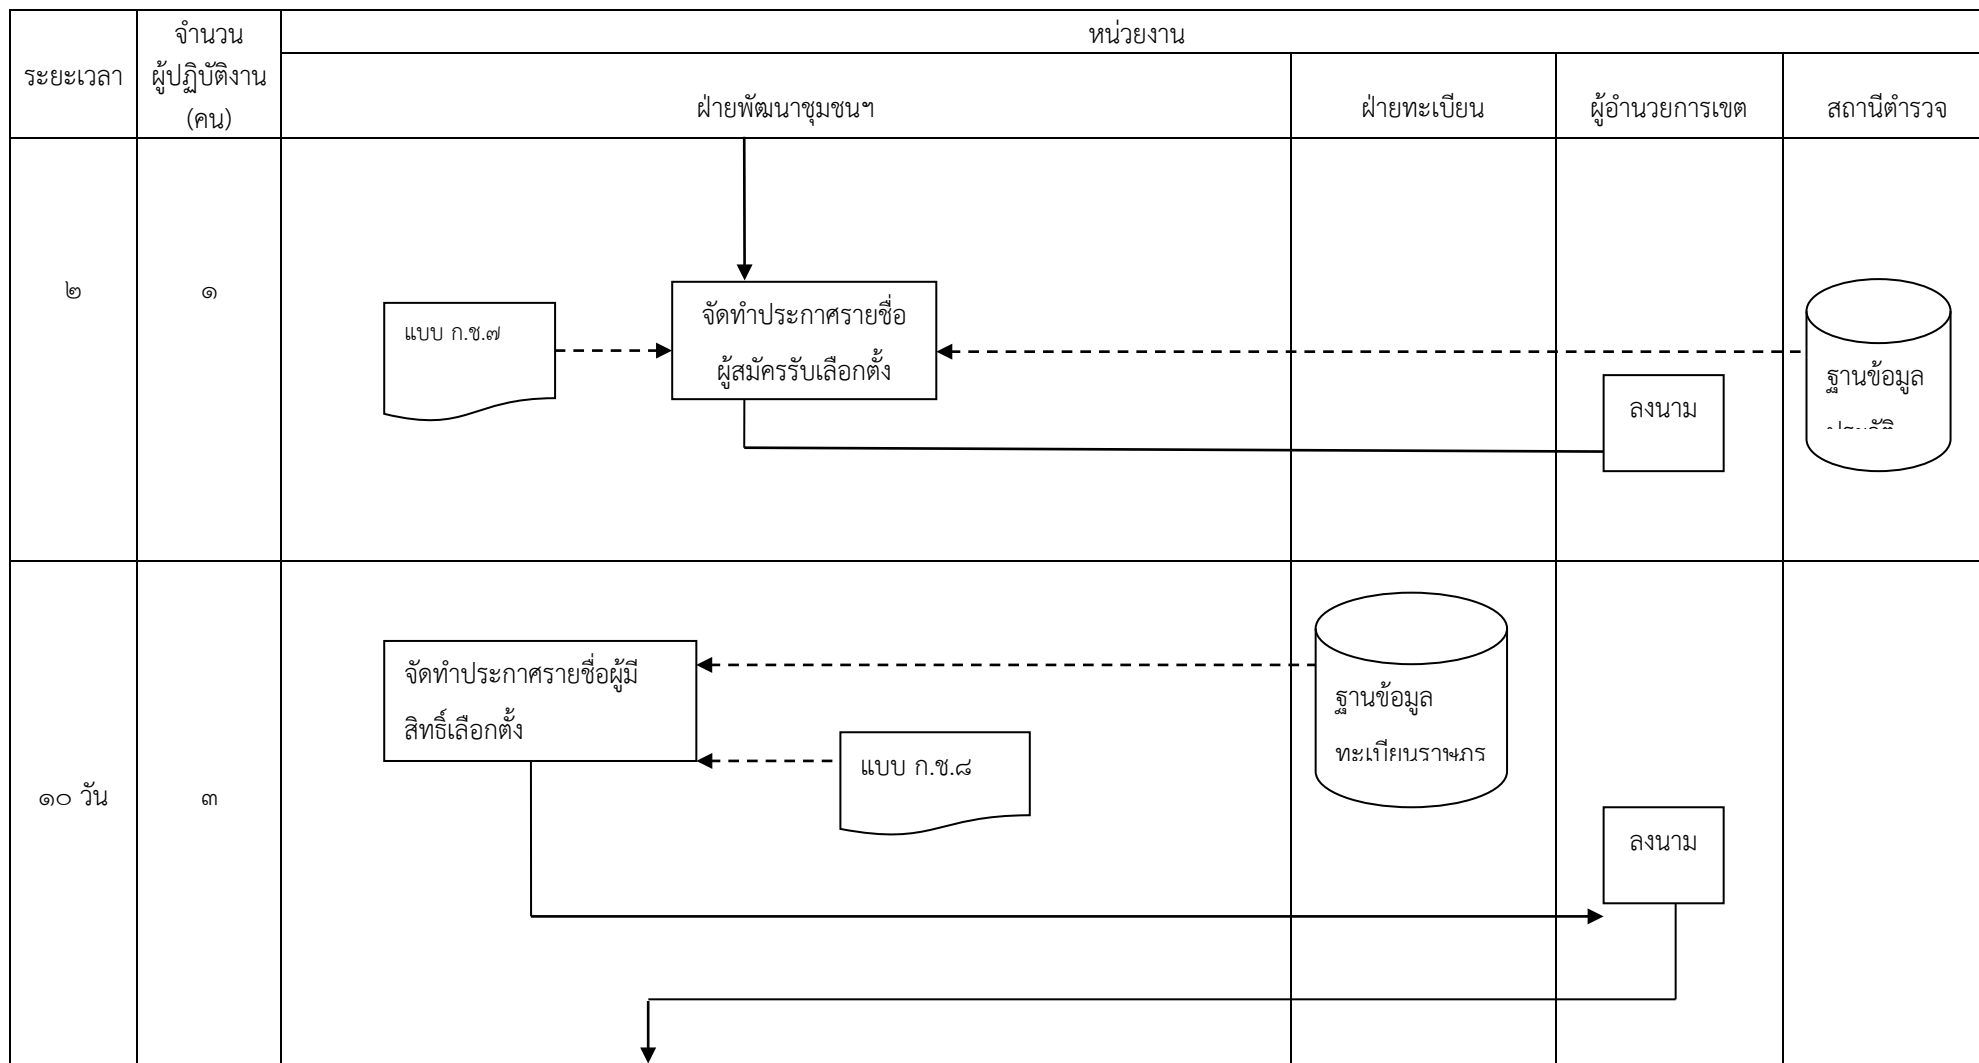 ระยะเวลา
จำนวน
ผู้ปฏิบัติงาน
(คน)
หน่วยงาน
ฝ่ายพัฒนาชุมชนฯ
ฝ่ายทะเบียน
ผู้อำนวยการเขต
สถานีตำรวจ
๒
๑
แบบ ก.ช.๗
จัดทำประกาศรายชื่อ
ผู้สมัครรับเลือกตั้ง
ลงนาม
ฐานข้อมูล
ประวัติ
๑๐ วัน
๓
จัดทำประกาศรายชื่อผู้มี
สิทธิ์เลือกตั้ง
แบบ ก.ช.๘
ฐานข้อมูล
ทะเบียนราษฎร
ลงนาม